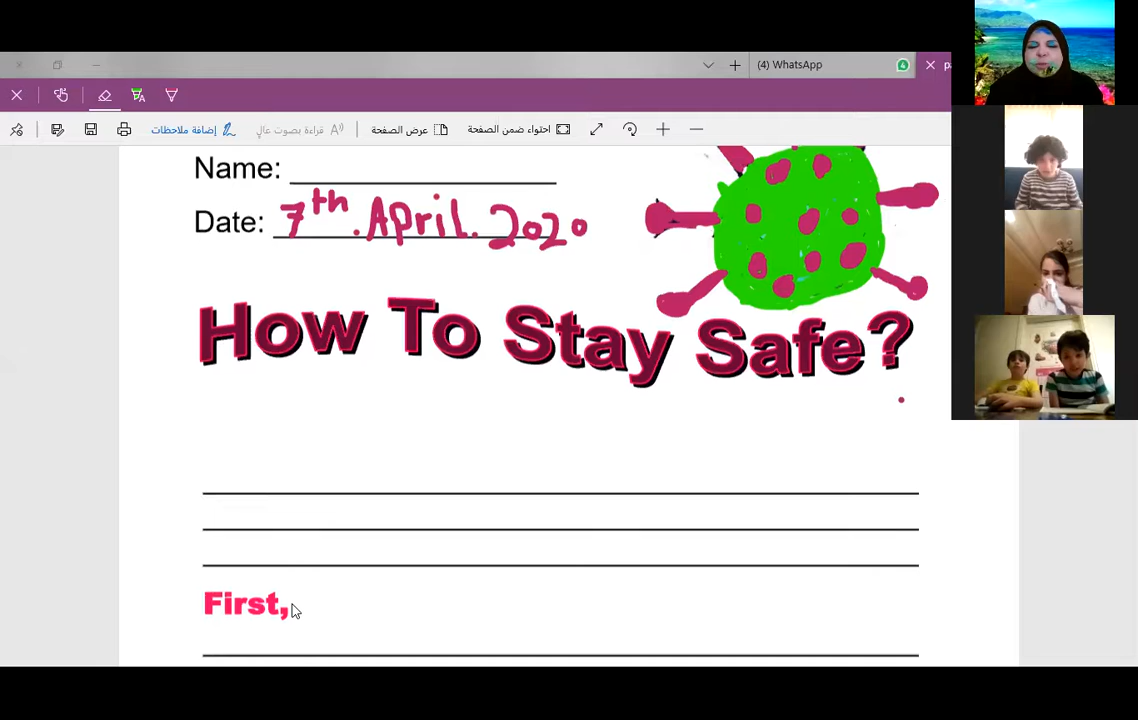 (4) WhatsApp
pa
إضافة ملاحظات
قراءة بصوت عالٍ
عرض الصفحة
احتواء ضمن الصفحة
Name:
Date: 7th. April. 2020
How To Stay Safe?
First,